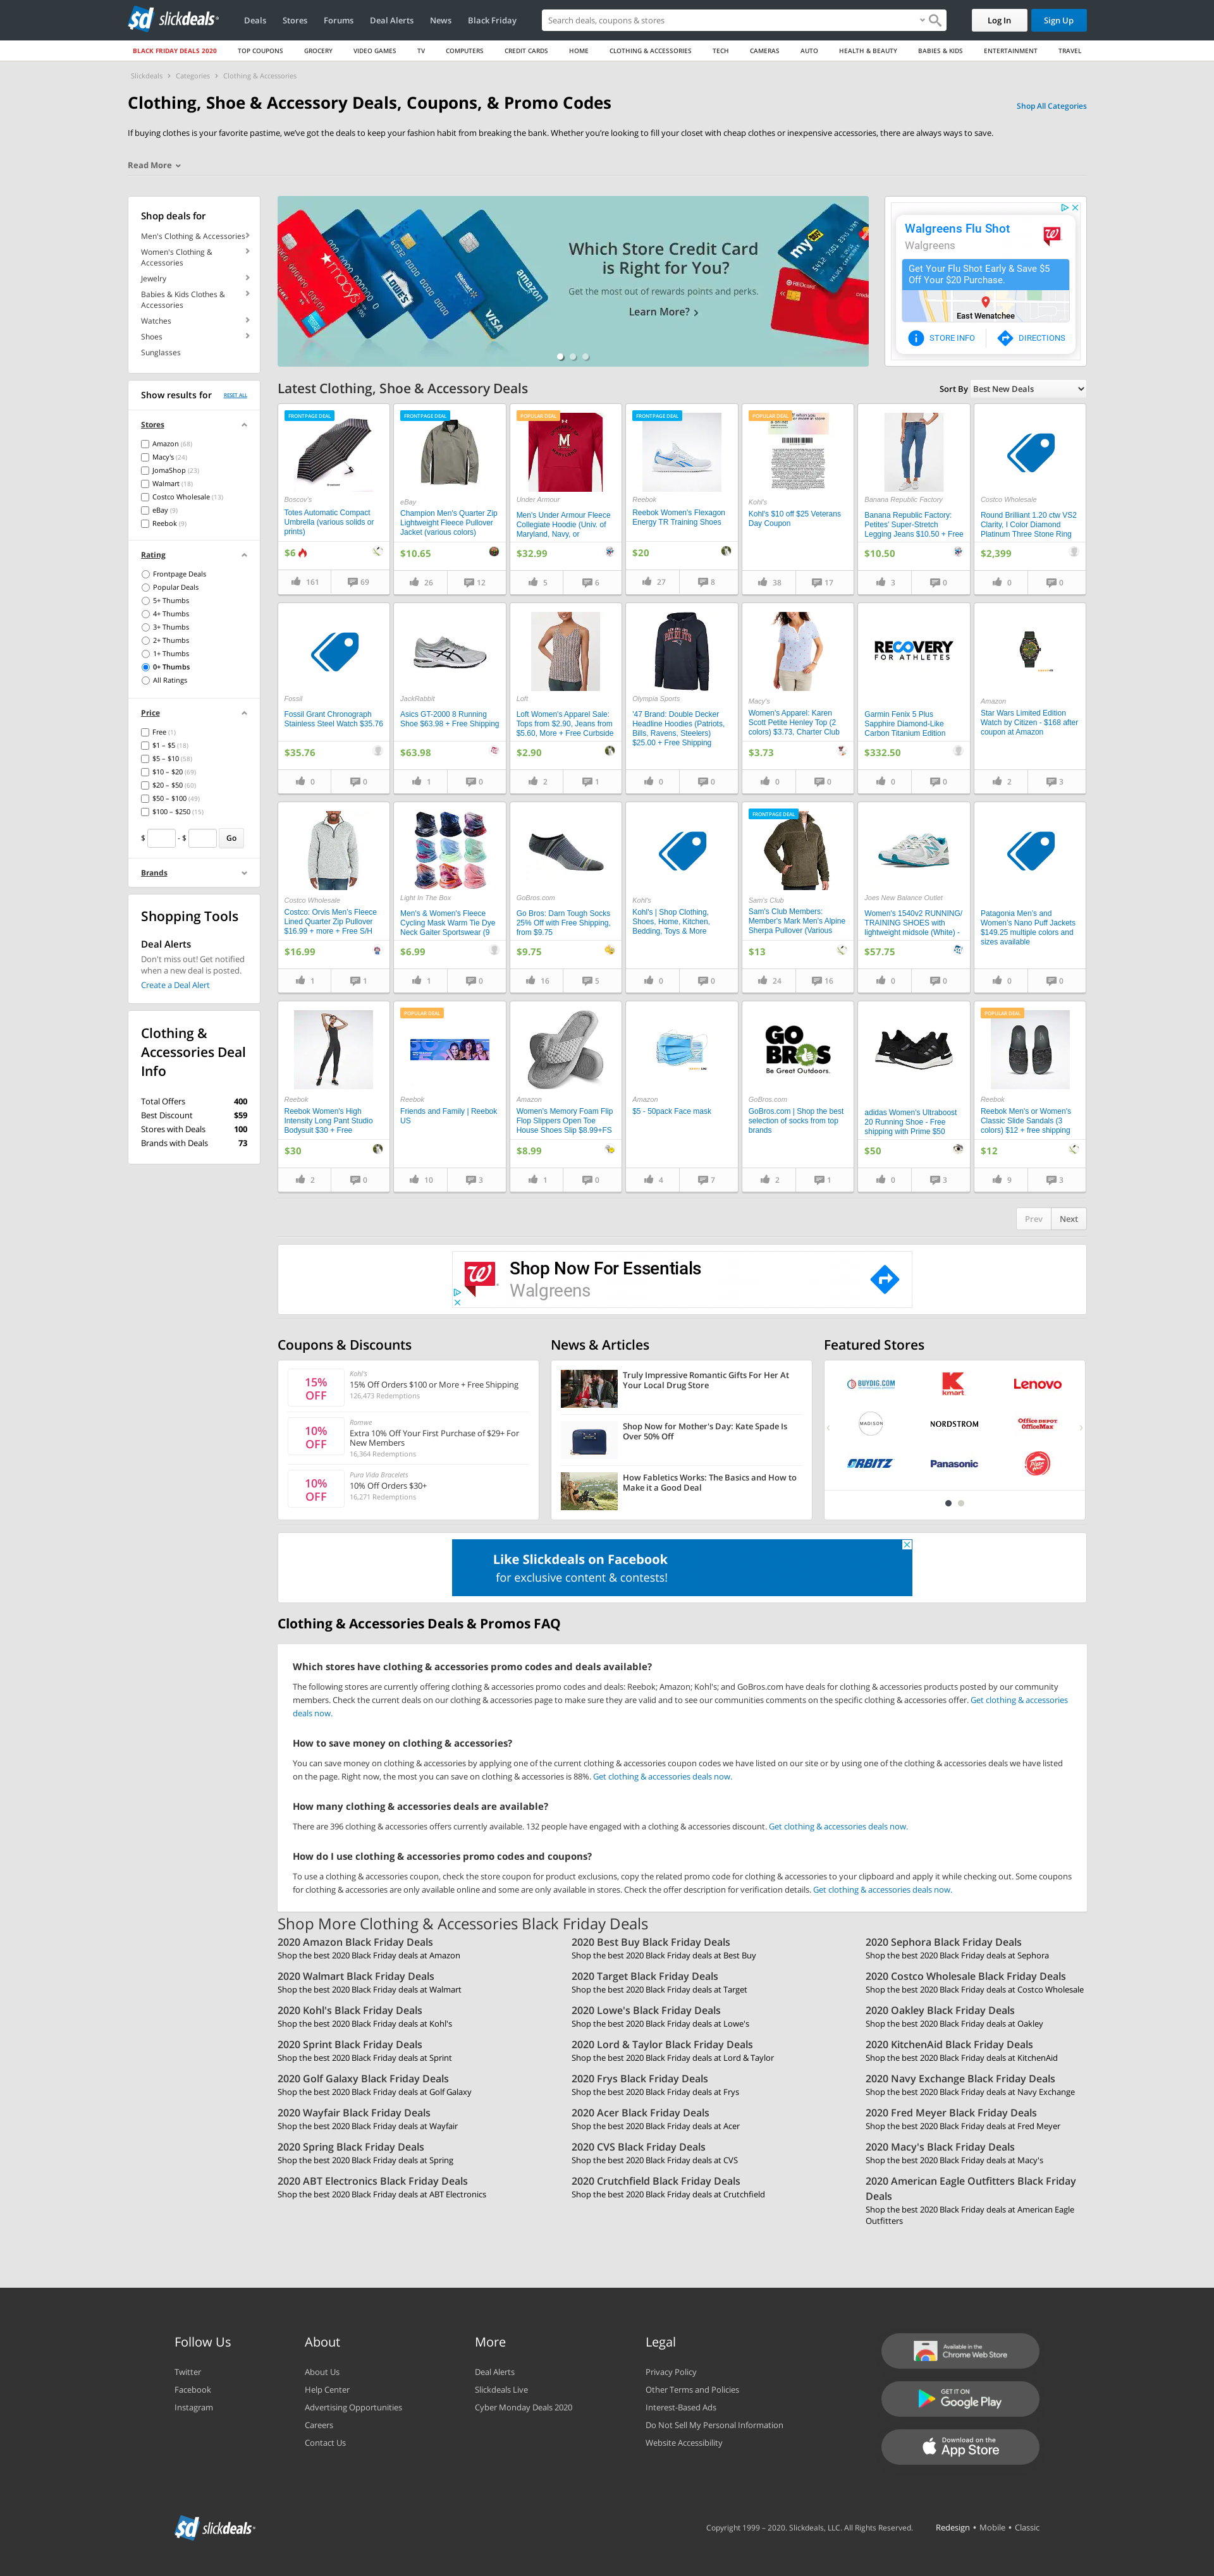 slickdeals
Deals
Stores
Forums
Deal Alerts
News
Black Friday
Search deals, coupons & stores
Log In
Sign Up
BLACK FRIDAY DEALS 2020
TOP COUPONS
GROCERY
VIDEO GAMES
TV
COMPUTERS
CREDIT CARDS
HOME
CLOTHING & ACCESSORIES
TECH
CAMERAS
AUTO
HEALTH & BEAUTY
BABIES & KIDS
ENTERTAINMENT
TRAVEL
Slickdeals > Categories > Clothing & Accessories
Clothing, Shoe & Accessory Deals, Coupons, & Promo Codes
Shop All Categories
If buying clothes is your favorite pastime, we've got the deals to keep your fashion habit from breaking the bank. Whether you're looking to fill your closet with cheap clothes or inexpensive accessories, there are always ways to save.
Read More
Shop deals for
Men's Clothing & Accessories
Women's Clothing &
Accessories
Jewelry
Babies & Kids Clothes &
Accessories
Watches
Shoes
Sunglasses
Show results for
RESET ALL
Stores
Amazon (68)
Macy's (24)
JomaShop (23)
Walmart (18)
Costco Wholesale (13)
eBay (9)
Reebok (9)
Rating
Frontpage Deals
Popular Deals
5+ Thumbs
4+ Thumbs
3+ Thumbs
2+ Thumbs
1+ Thumbs
0+ Thumbs
All Ratings
Price
Free (1)
$1 – $5 (18)
$5 – $10 (58)
$10 – $20 (69)
$20 – $50 (60)
$50 – $100 (49)
$100 – $250 (15)
$ - $ Go
Brands
Shopping Tools
Deal Alerts
Don't miss out! Get notified
when a new deal is posted.
Create a Deal Alert
Clothing &
Accessories Deal
Info
Total Offers 400
Best Discount $59
Stores with Deals 100
Brands with Deals 73
Which Store Credit Card
is Right for You?
Get the most out of rewards points and perks.
Learn More?
Walgreens Flu Shot
Walgreens
Get Your Flu Shot Early & Save $5
Off Your $20 Purchase.
East Wenatchee
STORE INFO
DIRECTIONS
Latest Clothing, Shoe & Accessory Deals
Sort By Best New Deals
FRONTPAGE DEAL
Boscov's
Totes Automatic Compact
Umbrella (various solids or
prints)
$6
161 69
FRONTPAGE DEAL
eBay
Champion Men's Quarter Zip
Lightweight Fleece Pullover
Jacket (various colors)
$10.65
26 12
POPULAR DEAL
Under Armour
Men's Under Armour Fleece
Collegiate Hoodie (Univ. of
Maryland, Navy, or
$32.99
5 6
FRONTPAGE DEAL
Reebok
Reebok Women's Flexagon
Energy TR Training Shoes
$20
27 8
POPULAR DEAL
Kohl's
Kohl's $10 off $25 Veterans
Day Coupon
38 17
Banana Republic Factory
Banana Republic Factory:
Petites' Super-Stretch
Legging Jeans $10.50 + Free
$10.50
3 0
Costco Wholesale
Round Brilliant 1.20 ctw VS2
Clarity, I Color Diamond
Platinum Three Stone Ring
$2,399
0 0
Fossil
Fossil Grant Chronograph
Stainless Steel Watch $35.76
$35.76
0 0
JackRabbit
Asics GT-2000 8 Running
Shoe $63.98 + Free Shipping
$63.98
1 0
Loft
Loft Women's Apparel Sale:
Tops from $2.90, Jeans from
$5.60, More + Free Curbside
$2.90
2 1
Olympia Sports
'47 Brand: Double Decker
Headline Hoodies (Patriots,
Bills, Ravens, Steelers)
$25.00 + Free Shipping
0 0
Macy's
Women's Apparel: Karen
Scott Petite Henley Top (2
colors) $3.73, Charter Club
$3.73
0 0
RECOVERY
FOR ATHLETES
Garmin Fenix 5 Plus
Sapphire Diamond-Like
Carbon Titanium Edition
$332.50
0 0
Amazon
Star Wars Limited Edition
Watch by Citizen - $168 after
coupon at Amazon
2 3
Costco Wholesale
Costco: Orvis Men's Fleece
Lined Quarter Zip Pullover
$16.99 + more + Free S/H
$16.99
1 1
Light In The Box
Men's & Women's Fleece
Cycling Mask Warm Tie Dye
Neck Gaiter Sportswear (9
$6.99
1 0
GoBros.com
Go Bros: Darn Tough Socks
25% Off with Free Shipping,
from $9.75
$9.75
16 5
Kohl's
Kohl's | Shop Clothing,
Shoes, Home, Kitchen,
Bedding, Toys & More
0 0
FRONTPAGE DEAL
Sam's Club
Sam's Club Members:
Member's Mark Men's Alpine
Sherpa Pullover (Various
$13
24 16
Joes New Balance Outlet
Women's 1540v2 RUNNING/
TRAINING SHOES with
lightweight midsole (White) -
$57.75
0 0
Patagonia Men's and
Women's Nano Puff Jackets
$149.25 multiple colors and
sizes available
0 0
Reebok
Reebok Women's High
Intensity Long Pant Studio
Bodysuit $30 + Free
$30
2 0
POPULAR DEAL
Reebok
Friends and Family | Reebok
US
10 3
Amazon
Women's Memory Foam Flip
Flop Slippers Open Toe
House Shoes Slip $8.99+FS
$8.99
1 0
Amazon
$5 - 50pack Face mask
4 7
GO
BROS
Be Great Outdoors.
GoBros.com
GoBros.com | Shop the best
selection of socks from top
brands
2 1
adidas Women's Ultraboost
20 Running Shoe - Free
shipping with Prime $50
$50
0 3
POPULAR DEAL
Reebok
Reebok Men's or Women's
Classic Slide Sandals (3
colors) $12 + free shipping
$12
9 3
Prev
Next
Shop Now For Essentials
Walgreens
Coupons & Discounts
15%
OFF
Kohl's
15% Off Orders $100 or More + Free Shipping
126,473 Redemptions
10%
OFF
Romwe
Extra 10% Off Your First Purchase of $29+ For
New Members
16,364 Redemptions
10%
OFF
Pura Vida Bracelets
10% Off Orders $30+
16,271 Redemptions
News & Articles
Truly Impressive Romantic Gifts For Her At
Your Local Drug Store
Shop Now for Mother's Day: Kate Spade Is
Over 50% Off
How Fabletics Works: The Basics and How to
Make it a Good Deal
Featured Stores
BUYDIG.COM
kmart
Lenovo
MADISON
NORDSTROM
Office DEPOT
OfficeMax
ORBITZ
Panasonic
Pizza Hut
Like Slickdeals on Facebook
for exclusive content & contests!
Clothing & Accessories Deals & Promos FAQ
Which stores have clothing & accessories promo codes and deals available?
The following stores are currently offering clothing & accessories promo codes and deals: Reebok; Amazon; Kohl's; and GoBros.com have deals for clothing & accessories products posted by our community
members. Check the current deals on our clothing & accessories page to make sure they are valid and to see our communities comments on the specific clothing & accessories offer. Get clothing & accessories
deals now.
How to save money on clothing & accessories?
You can save money on clothing & accessories by applying one of the current clothing & accessories coupon codes we have listed on our site or by using one of the clothing & accessories deals we have listed
on the page. Right now, the most you can save on clothing & accessories is 88%. Get clothing & accessories deals now.
How many clothing & accessories deals are available?
There are 396 clothing & accessories offers currently available. 132 people have engaged with a clothing & accessories discount. Get clothing & accessories deals now.
How do I use clothing & accessories promo codes and coupons?
To use a clothing & accessories coupon, check the store coupon for product exclusions, copy the related promo code for clothing & accessories to your clipboard and apply it while checking out. Some coupons
for clothing & accessories are only available online and some are only available in stores. Check the offer description for verification details. Get clothing & accessories deals now.
Shop More Clothing & Accessories Black Friday Deals
2020 Amazon Black Friday Deals
Shop the best 2020 Black Friday deals at Amazon
2020 Best Buy Black Friday Deals
Shop the best 2020 Black Friday deals at Best Buy
2020 Sephora Black Friday Deals
Shop the best 2020 Black Friday deals at Sephora
2020 Walmart Black Friday Deals
Shop the best 2020 Black Friday deals at Walmart
2020 Target Black Friday Deals
Shop the best 2020 Black Friday deals at Target
2020 Costco Wholesale Black Friday Deals
Shop the best 2020 Black Friday deals at Costco Wholesale
2020 Kohl's Black Friday Deals
Shop the best 2020 Black Friday deals at Kohl's
2020 Lowe's Black Friday Deals
Shop the best 2020 Black Friday deals at Lowe's
2020 Oakley Black Friday Deals
Shop the best 2020 Black Friday deals at Oakley
2020 Sprint Black Friday Deals
Shop the best 2020 Black Friday deals at Sprint
2020 Lord & Taylor Black Friday Deals
Shop the best 2020 Black Friday deals at Lord & Taylor
2020 KitchenAid Black Friday Deals
Shop the best 2020 Black Friday deals at KitchenAid
2020 Golf Galaxy Black Friday Deals
Shop the best 2020 Black Friday deals at Golf Galaxy
2020 Frys Black Friday Deals
Shop the best 2020 Black Friday deals at Frys
2020 Navy Exchange Black Friday Deals
Shop the best 2020 Black Friday deals at Navy Exchange
2020 Wayfair Black Friday Deals
Shop the best 2020 Black Friday deals at Wayfair
2020 Acer Black Friday Deals
Shop the best 2020 Black Friday deals at Acer
2020 Fred Meyer Black Friday Deals
Shop the best 2020 Black Friday deals at Fred Meyer
2020 Spring Black Friday Deals
Shop the best 2020 Black Friday deals at Spring
2020 CVS Black Friday Deals
Shop the best 2020 Black Friday deals at CVS
2020 Macy's Black Friday Deals
Shop the best 2020 Black Friday deals at Macy's
2020 ABT Electronics Black Friday Deals
Shop the best 2020 Black Friday deals at ABT Electronics
2020 Crutchfield Black Friday Deals
Shop the best 2020 Black Friday deals at Crutchfield
2020 American Eagle Outfitters Black Friday
Deals
Shop the best 2020 Black Friday deals at American Eagle
Outfitters
Follow Us
Twitter
Facebook
Instagram
About
About Us
Help Center
Advertising Opportunities
Careers
Contact Us
More
Deal Alerts
Slickdeals Live
Cyber Monday Deals 2020
Legal
Privacy Policy
Other Terms and Policies
Interest-Based Ads
Do Not Sell My Personal Information
Website Accessibility
Available in the
Chrome Web Store
GET IT ON
Google Play
Download on the
App Store
slickdeals
Copyright 1999 – 2020. Slickdeals, LLC. All Rights Reserved.
Redesign • Mobile • Classic